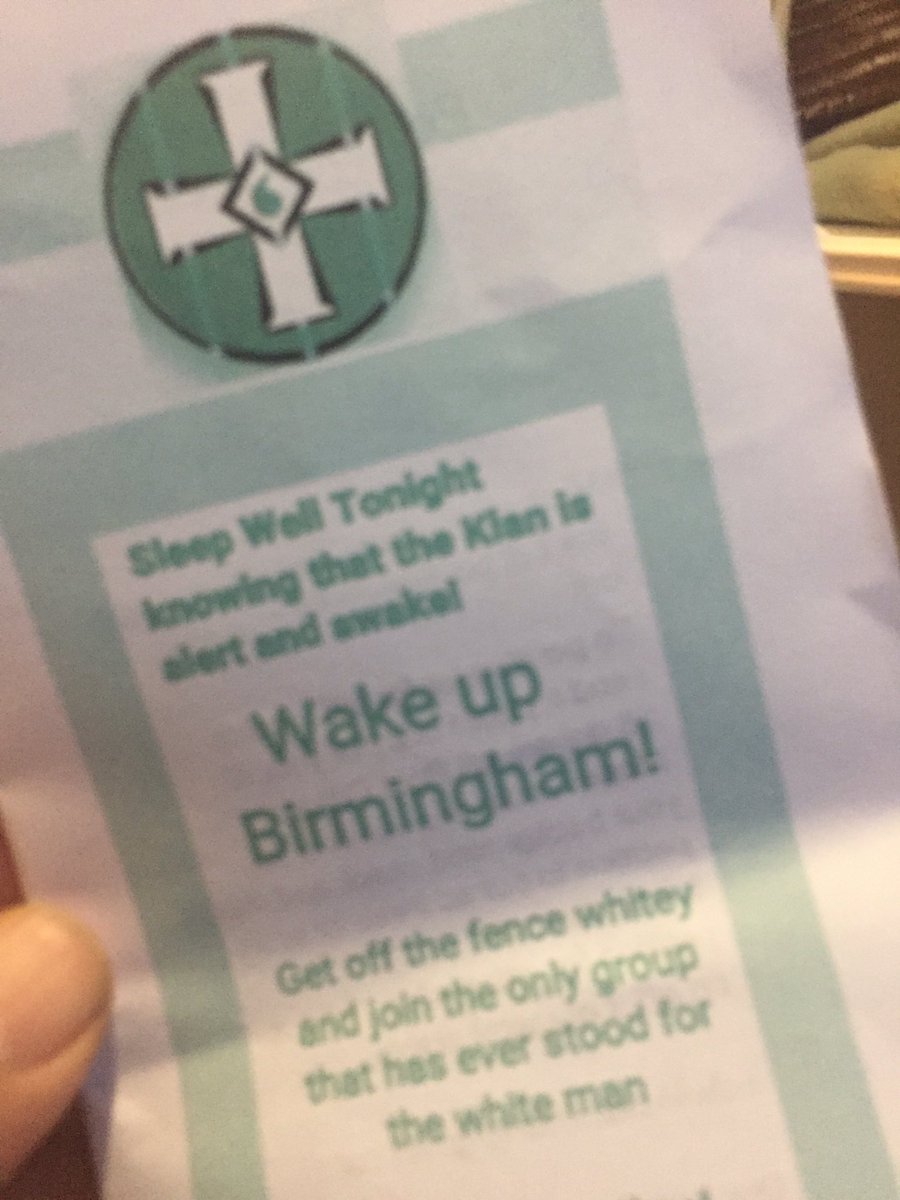 Sleep Well Tonight
knowing that the Klan is
alert and awake!
Wake up
Birmingham!
Get off the fence whitey
and join the only group
that has ever stood for
the white man